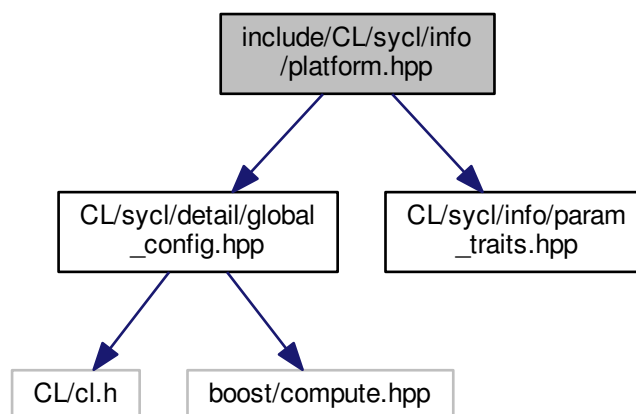 include/CL/sycl/info
/platform.hpp
CL/sycl/detail/global
_config.hpp
CL/sycl/info/param
_traits.hpp
CL/cl.h
boost/compute.hpp